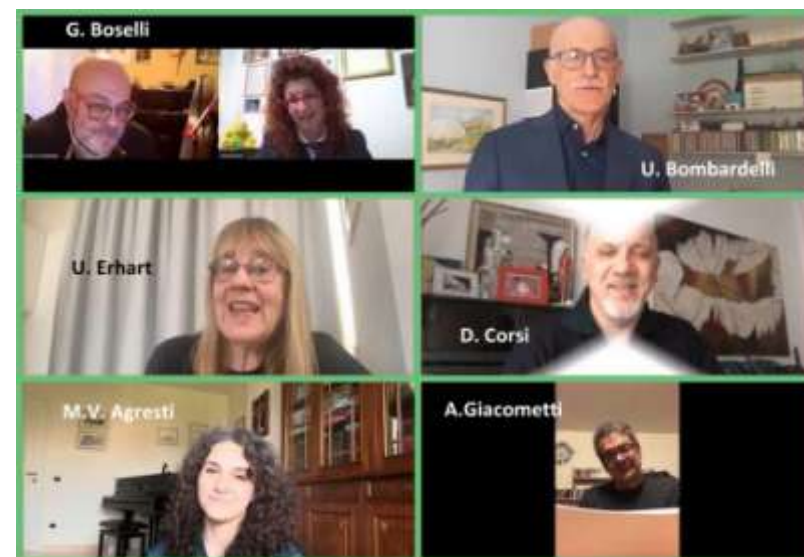 G. Boselli
U. Bombardelli
U. Erhart
D. Corsi
M.V. Agresti
A.Giacometti